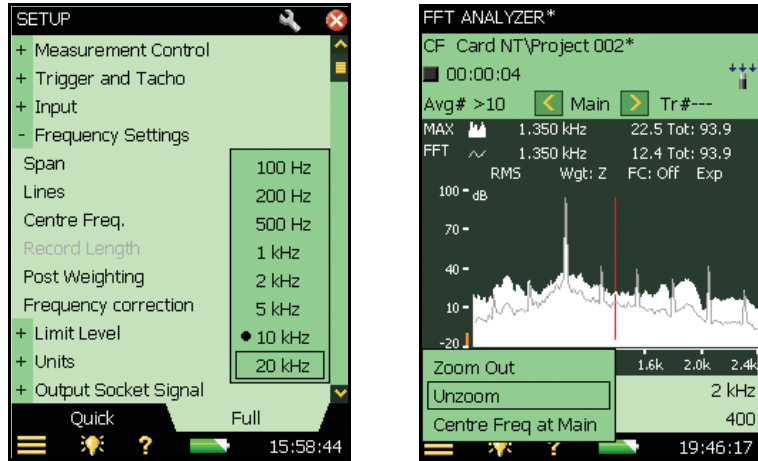 SETUP
+ Measurement Control
+ Trigger and Tacho
+ Input
- Frequency Settings
Span
100 Hz
Lines
200 Hz
Centre Freq.
500 Hz
Record Length
1 kHz
Post Weighting
2 kHz
Frequency correction
5 kHz
+ Limit Level
10 kHz
+ Units
20 kHz
+ Output Socket Signal
Quick Full
? 15:58:44
FFT ANALYZER*
CF Card NT\Project 002*
00:00:04
Avg# >10 < Main > Tr#---
MAX 1.350 kHz 22.5 Tot: 93.9
FFT 1.350 kHz 12.4 Tot: 93.9
RMS Wgt: Z FC: Off Exp
100 dB
70
40
10
-20
1.6k 2.0k 2.4k
Zoom Out
Unzoom
2 kHz
Centre Freq at Main
400
? 19:46:17